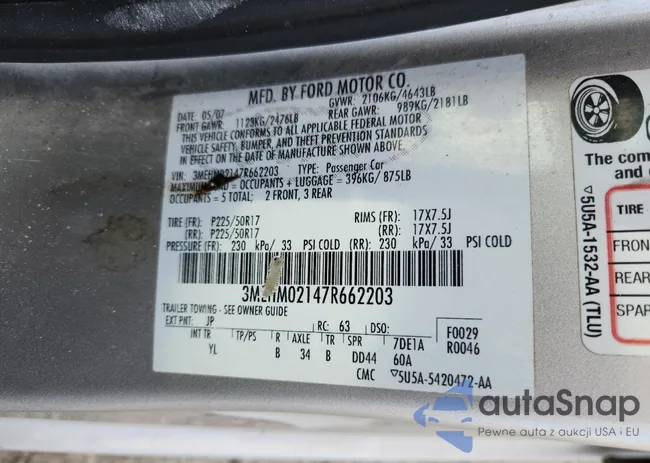 MFD. BY FORD MOTOR CO.
05/07 GVWR: 2106KG/4643LB
FRONT GAWR: 1123KG/2476LB REAR GAWR: 989KG/2181LB
THIS VEHICLE CONFORMS TO ALL APPLICABLE FEDERAL MOTOR
VEHICLE SAFETY, BUMPER, AND THEFT PREVENTION STANDARDS
IN EFFECT ON THE DATE OF MANUFACTURE SHOWN ABOVE.
VIN: 3MEHM02147R662203 TYPE: Passenger Car
MAXIMUM LOAD = OCCUPANTS + LUGGAGE = 396KG/875LB
OCCUPANTS = 5 TOTAL: 2 FRONT, 3 REAR
TIRE (FR): P225/50R17 RIMS (FR): 17X7.5J
(RR): P225/50R17 (RR): 17X7.5J
PRESSURE (FR): 230 kPa/ 33 PSI COLD (RR): 230 kPa/ 33 PSI COLD
3MEHM02147R662203
TRAILER TOWING - SEE OWNER GUIDE
EXT PNT: JP RC: 63 DSO: F0029
INT TR TP/PS R AXLE TR SPR 7DE1A R0046
YL B 34 B DD44 60A
CMC 5U5A-5420472-AA
The com
and c
TIRE
FRON
REAR
SPAR
5U5A-1532-AA (TLU)
autaSnap
Pewne auta z aukcji USA i EU